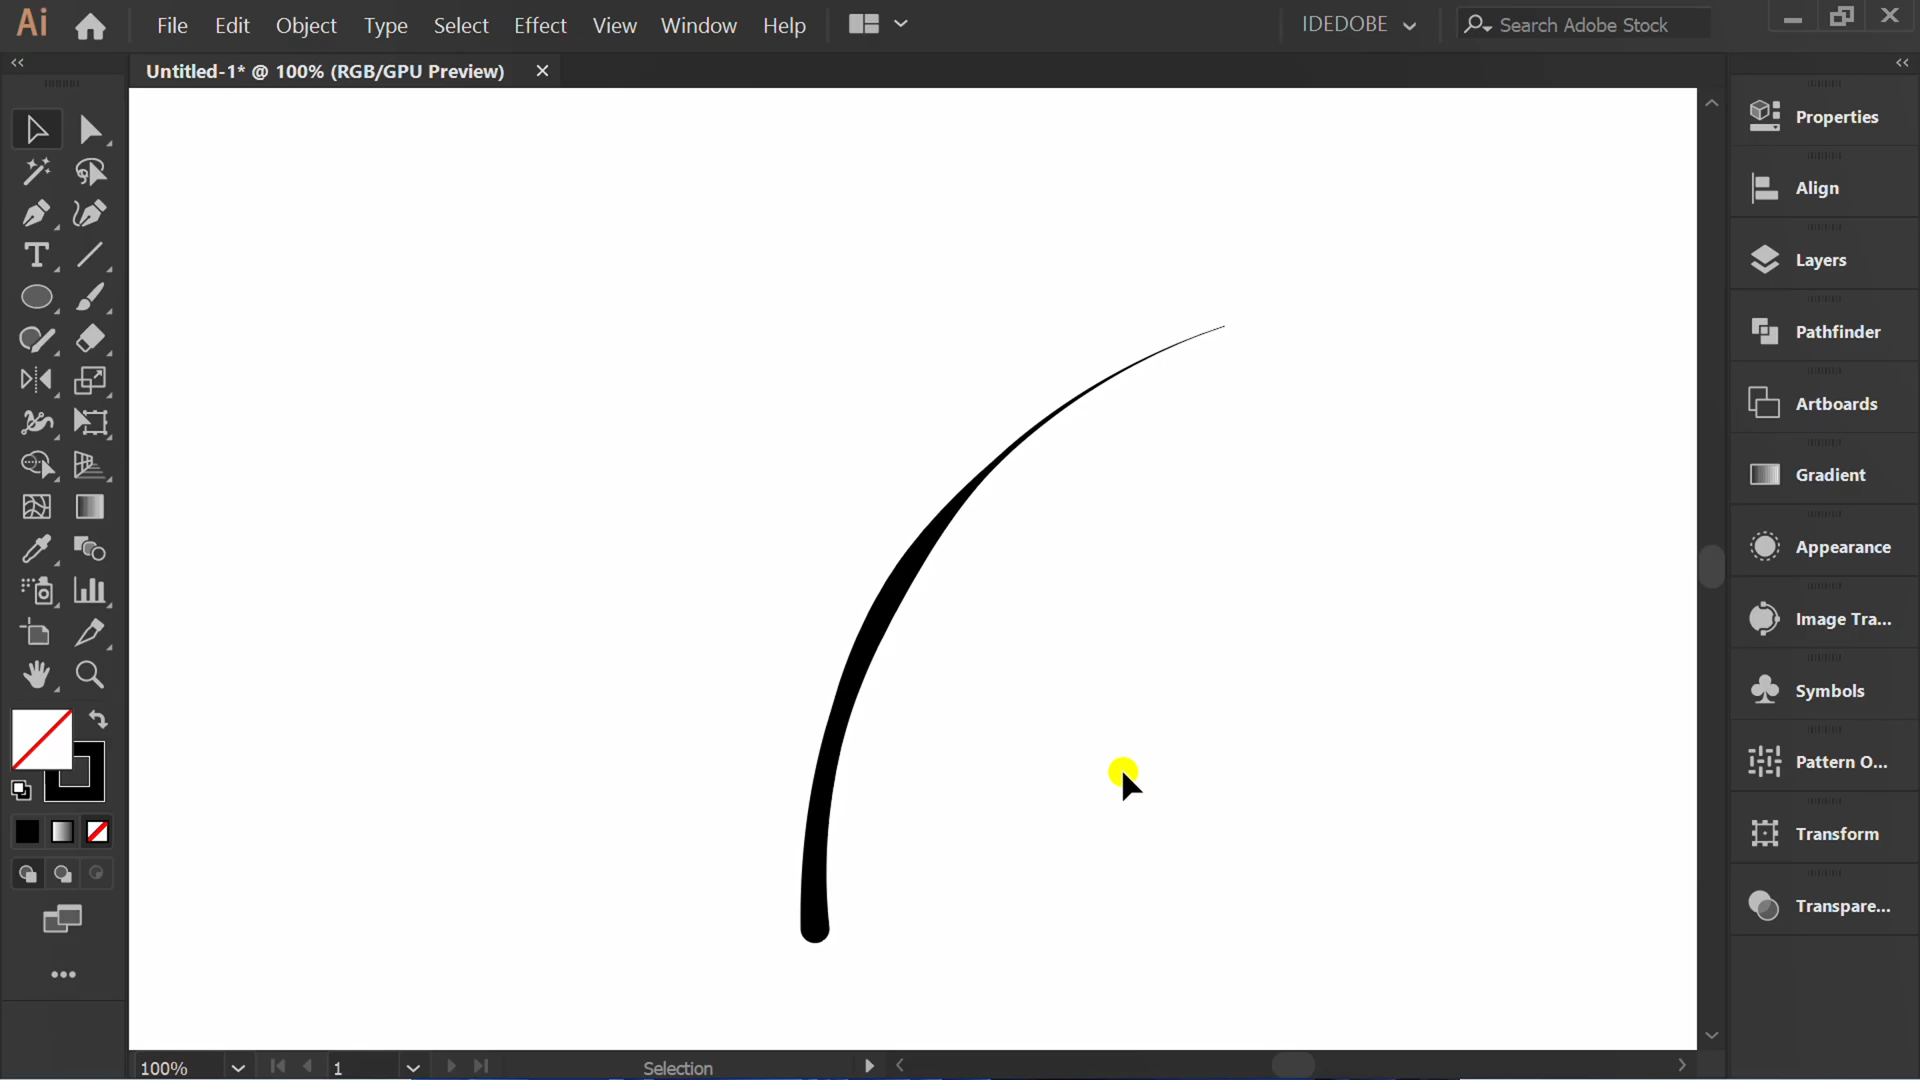 Ai File Edit Object Type Select Effect View Window Help IDEDOBE Search Adobe Stock
Untitled-1* @ 100% (RGB/GPU Preview)
Properties
Align
Layers
Pathfinder
Artboards
Gradient
Appearance
Image Tra...
Symbols
Pattern O...
Transform
Transpare...
100% 1 Selection